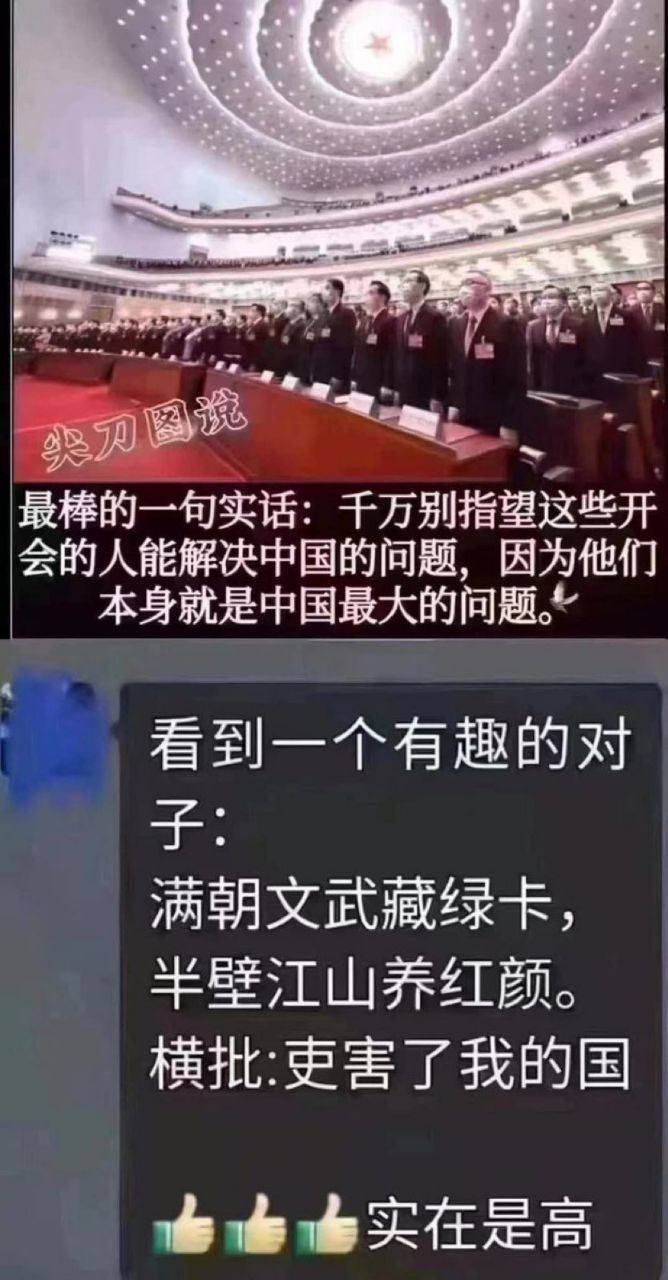 尖刀图说
最棒的一句实话：千万别指望这些开
会的人能解决中国的问题，因为他们
本身就是中国最大的问题。
看到一个有趣的对
子：
满朝文武藏绿卡，
半壁江山养红颜。
横批:吏害了我的国
👍👍👍实在是高